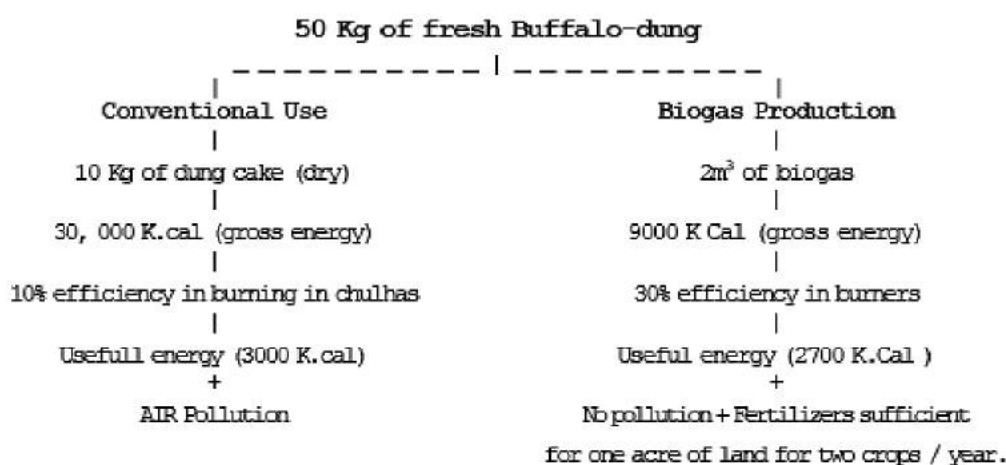 50 Kg of fresh Buffalo-dung
Conventional Use
10 Kg of dung cake (dry)
30, 000 K.cal (gross energy)
10% efficiency in burning in chulhas
Usefull energy (3000 K.cal)
+
AIR Pollution
Biogas Production
2m³ of biogas
9000 K Cal (gross energy)
30% efficiency in burners
Useful energy (2700 K.Cal )
+
No pollution + Fertilizers sufficient
for one acre of land for two crops / year.